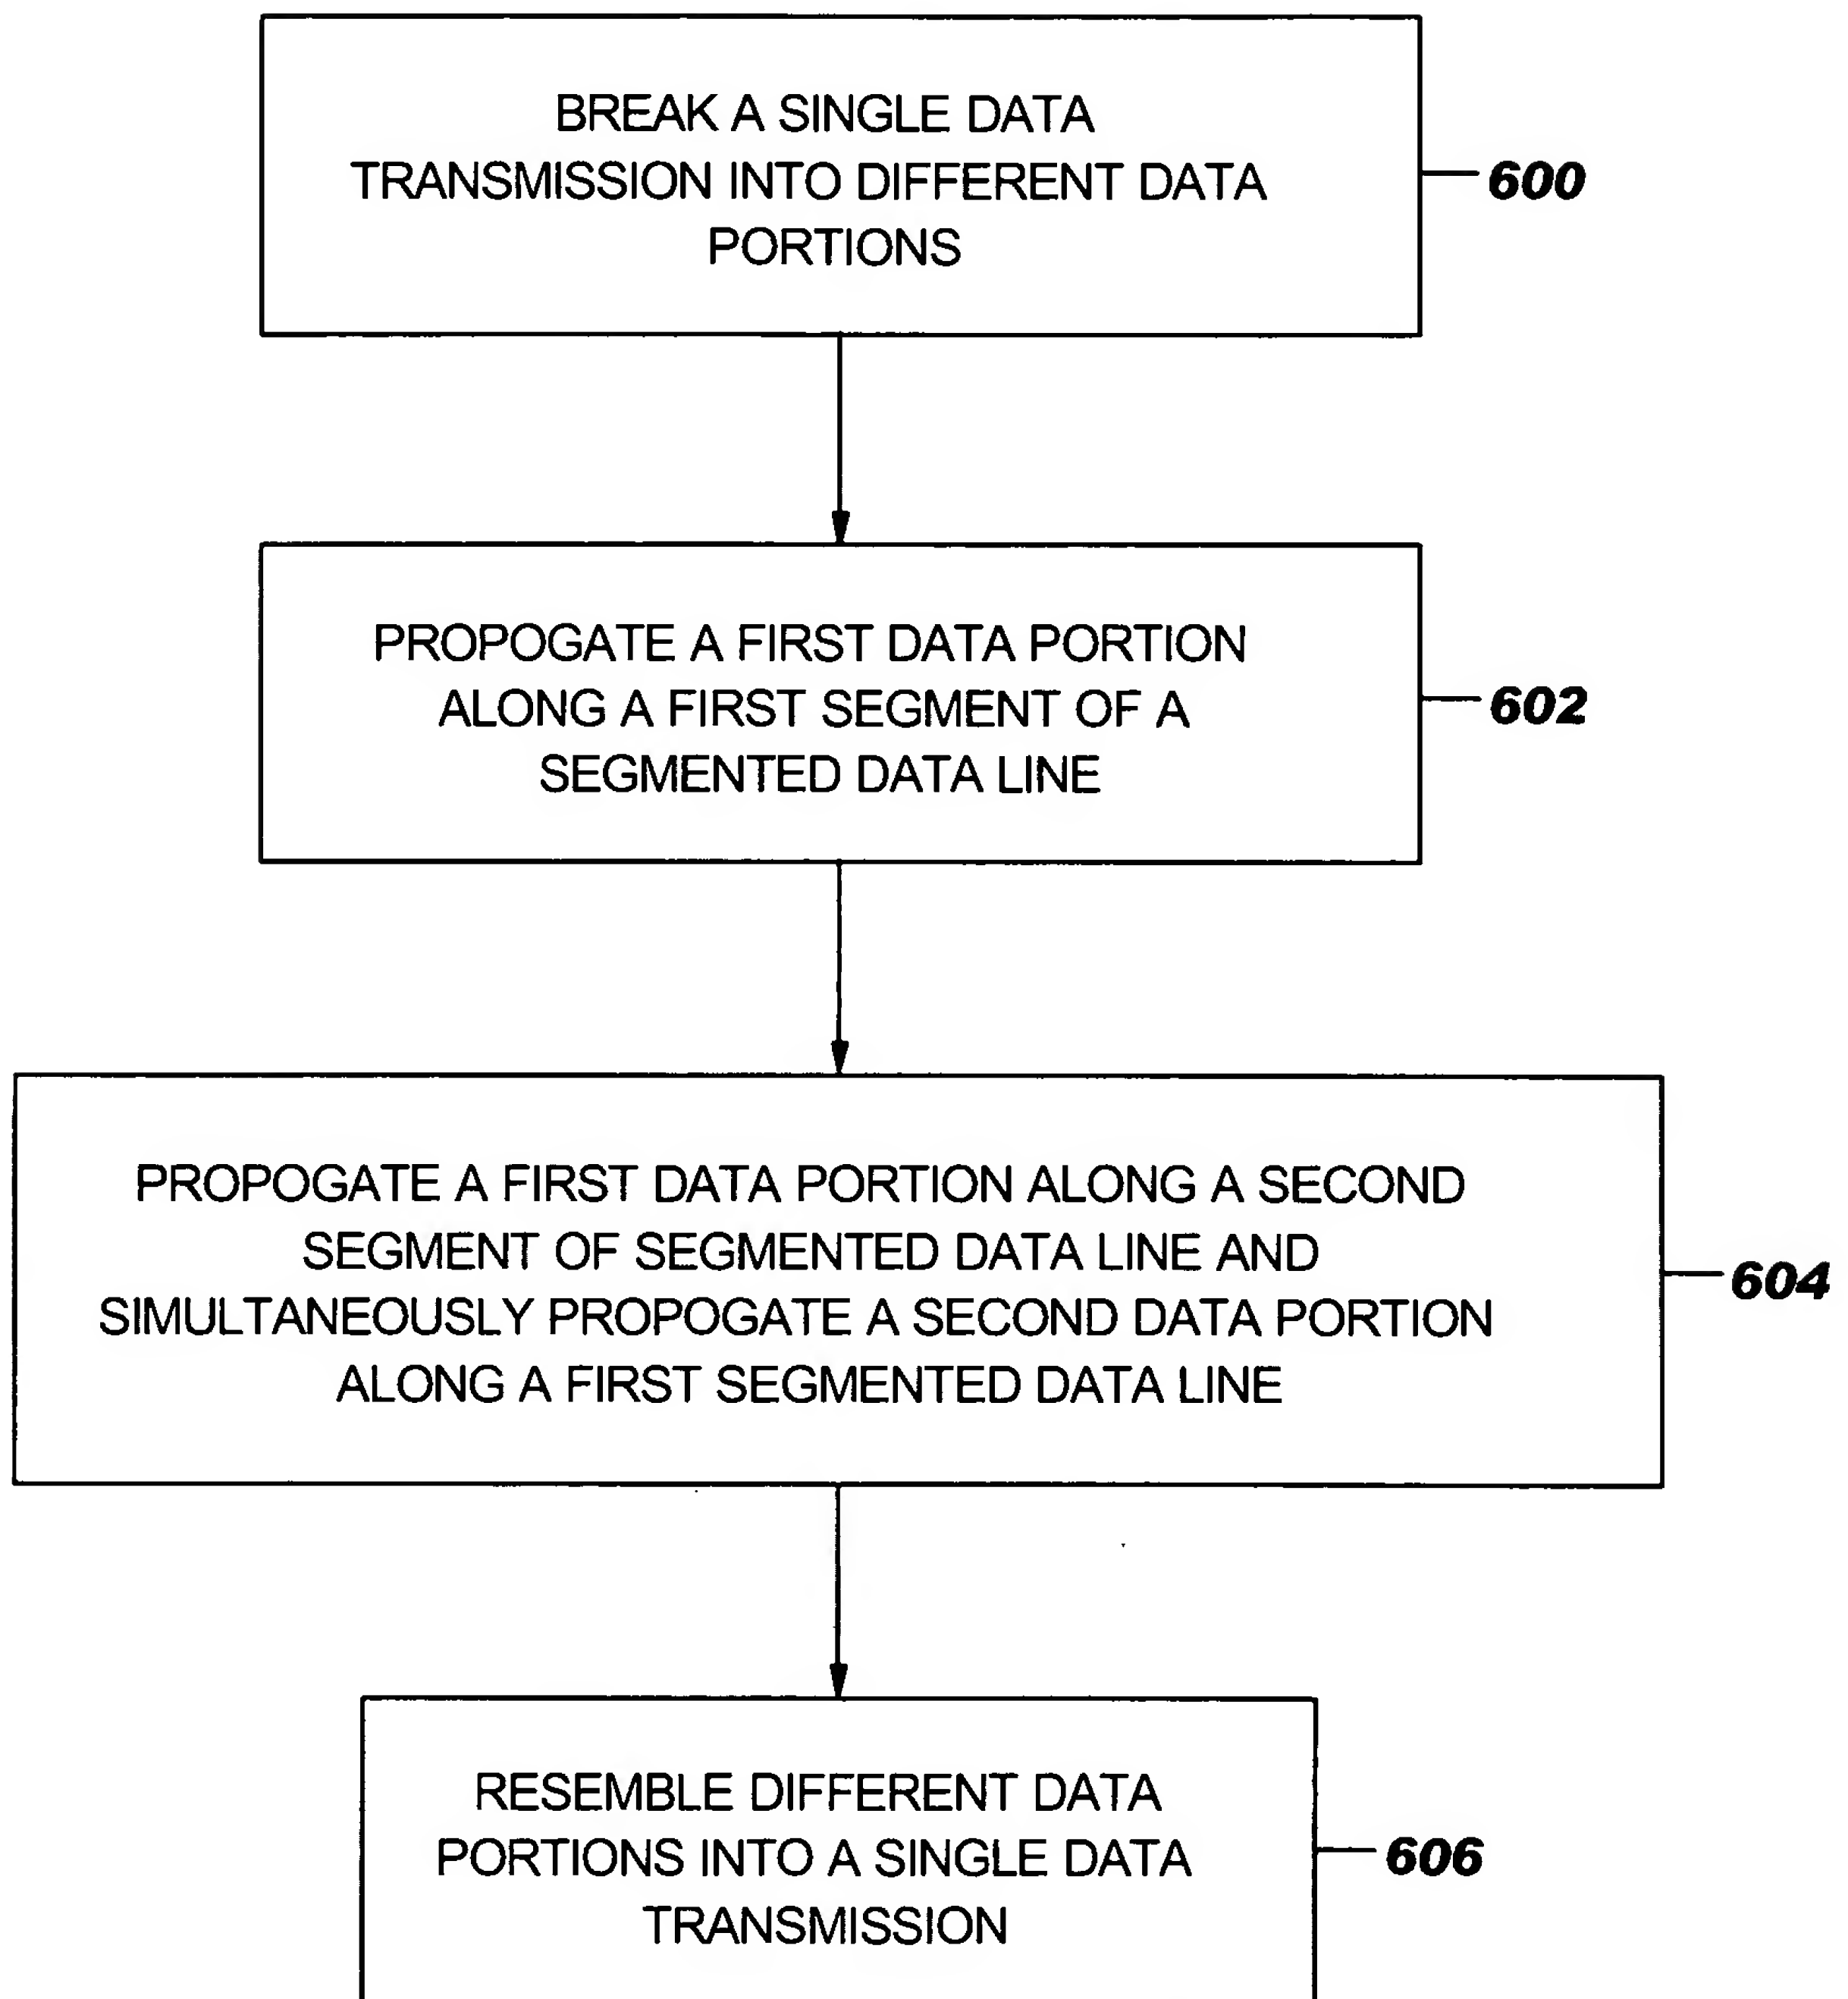 BREAK A SINGLE DATA
TRANSMISSION INTO DIFFERENT DATA
PORTIONS
600
PROPOGATE A FIRST DATA PORTION
ALONG A FIRST SEGMENT OF A
SEGMENTED DATA LINE
602
PROPOGATE A FIRST DATA PORTION ALONG A SECOND
SEGMENT OF SEGMENTED DATA LINE AND
SIMULTANEOUSLY PROPOGATE A SECOND DATA PORTION
ALONG A FIRST SEGMENTED DATA LINE
604
RESEMBLE DIFFERENT DATA
PORTIONS INTO A SINGLE DATA
TRANSMISSION
606